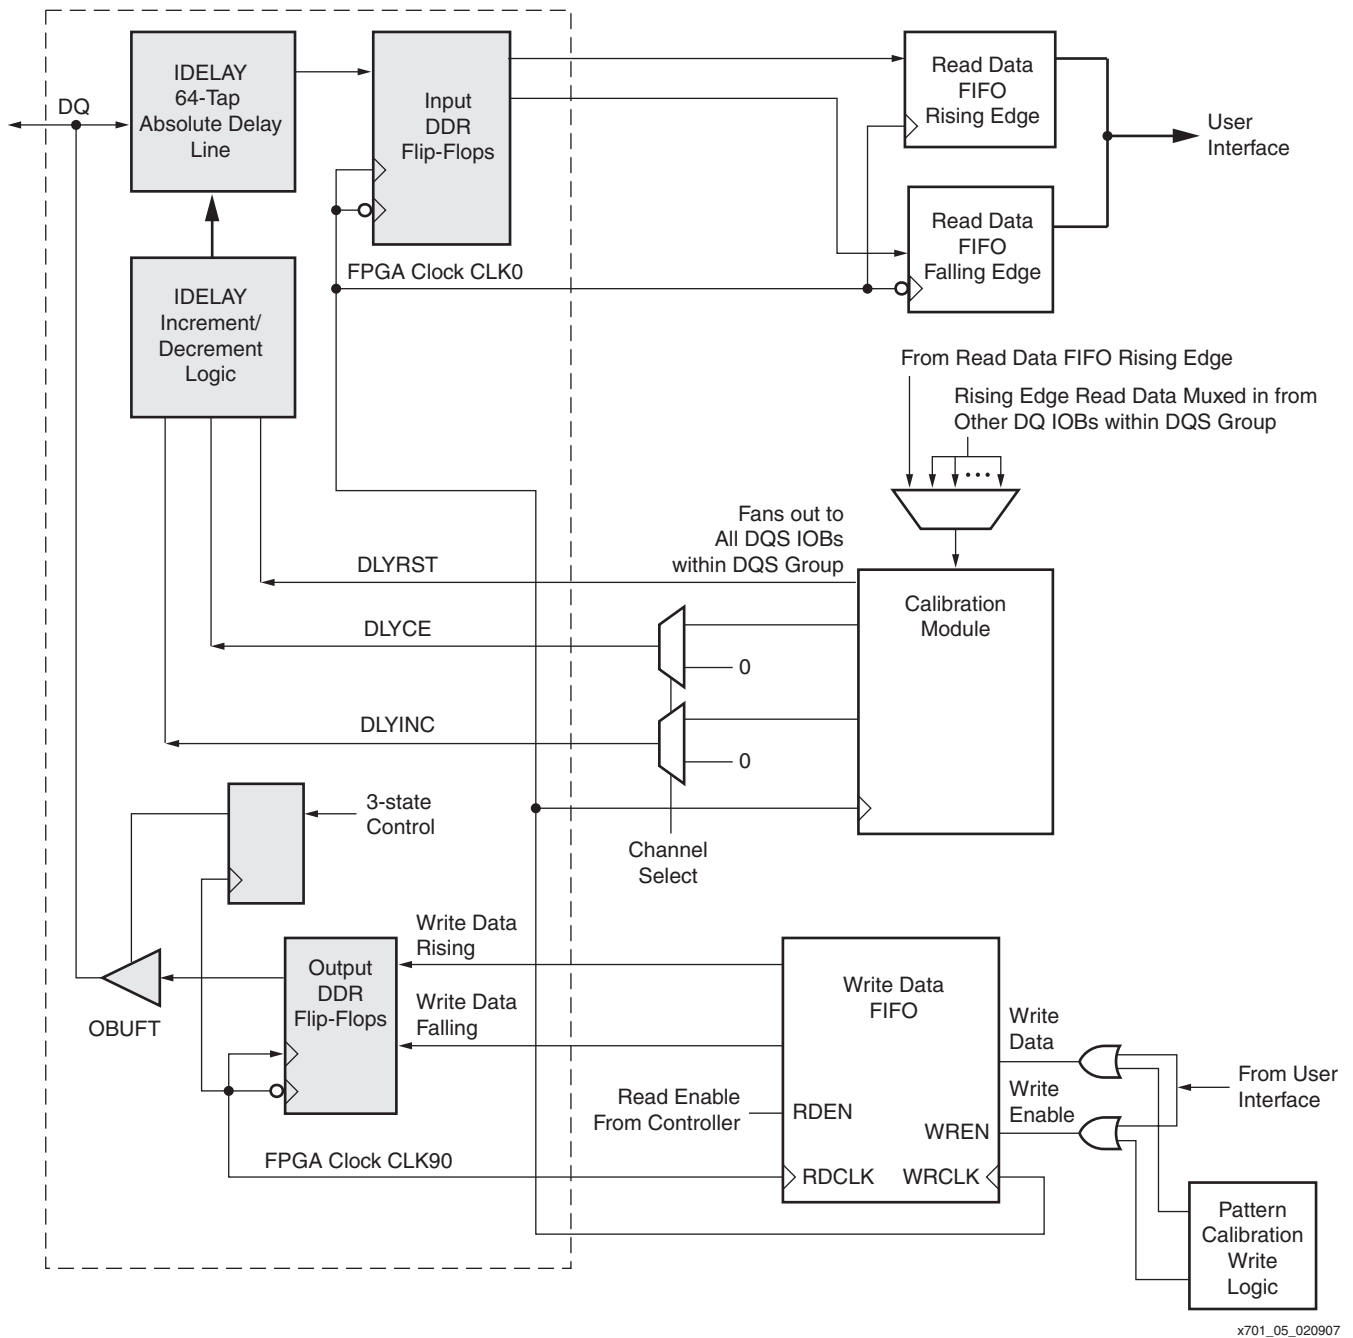 DQ
IDELAY
64-Tap
Absolute Delay
Line
Input
DDR
Flip-Flops
Read Data
FIFO
Rising Edge
User
Interface
Read Data
FIFO
Falling Edge
FPGA Clock CLK0
IDELAY
Increment/
Decrement
Logic
From Read Data FIFO Rising Edge
Rising Edge Read Data Muxed in from
Other DQ IOBs within DQS Group
Fans out to
All DQS IOBs
within DQS Group
DLYRST
Calibration
Module
DLYCE
0
DLYINC
0
3-state
Control
Channel
Select
Write Data
Rising
Output
DDR
Flip-Flops
Write Data
Falling
OBUFT
Write Data
FIFO
Write
Data
Write
Enable
From User
Interface
Read Enable
From Controller
RDEN
WREN
FPGA Clock CLK90
RDCLK
WRCLK
Pattern
Calibration
Write
Logic
x701_05_020907